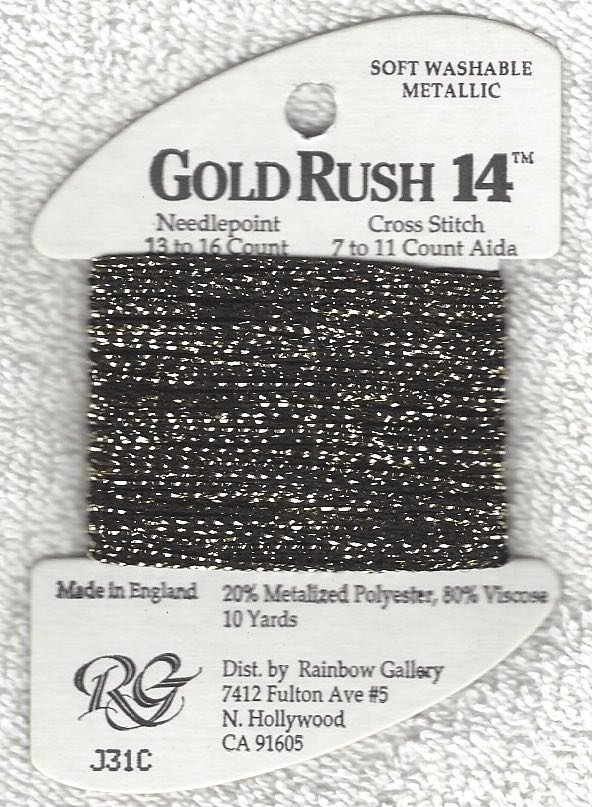 SOFT WASHABLE
METALLIC
GOLD RUSH 14™
Needlepoint
13 to 16 Count
Cross Stitch
7 to 11 Count Aida
Made in England
20% Metalized Polyester, 80% Viscose
10 Yards
RG
J31C
Dist. by Rainbow Gallery
7412 Fulton Ave #5
N. Hollywood
CA 91605